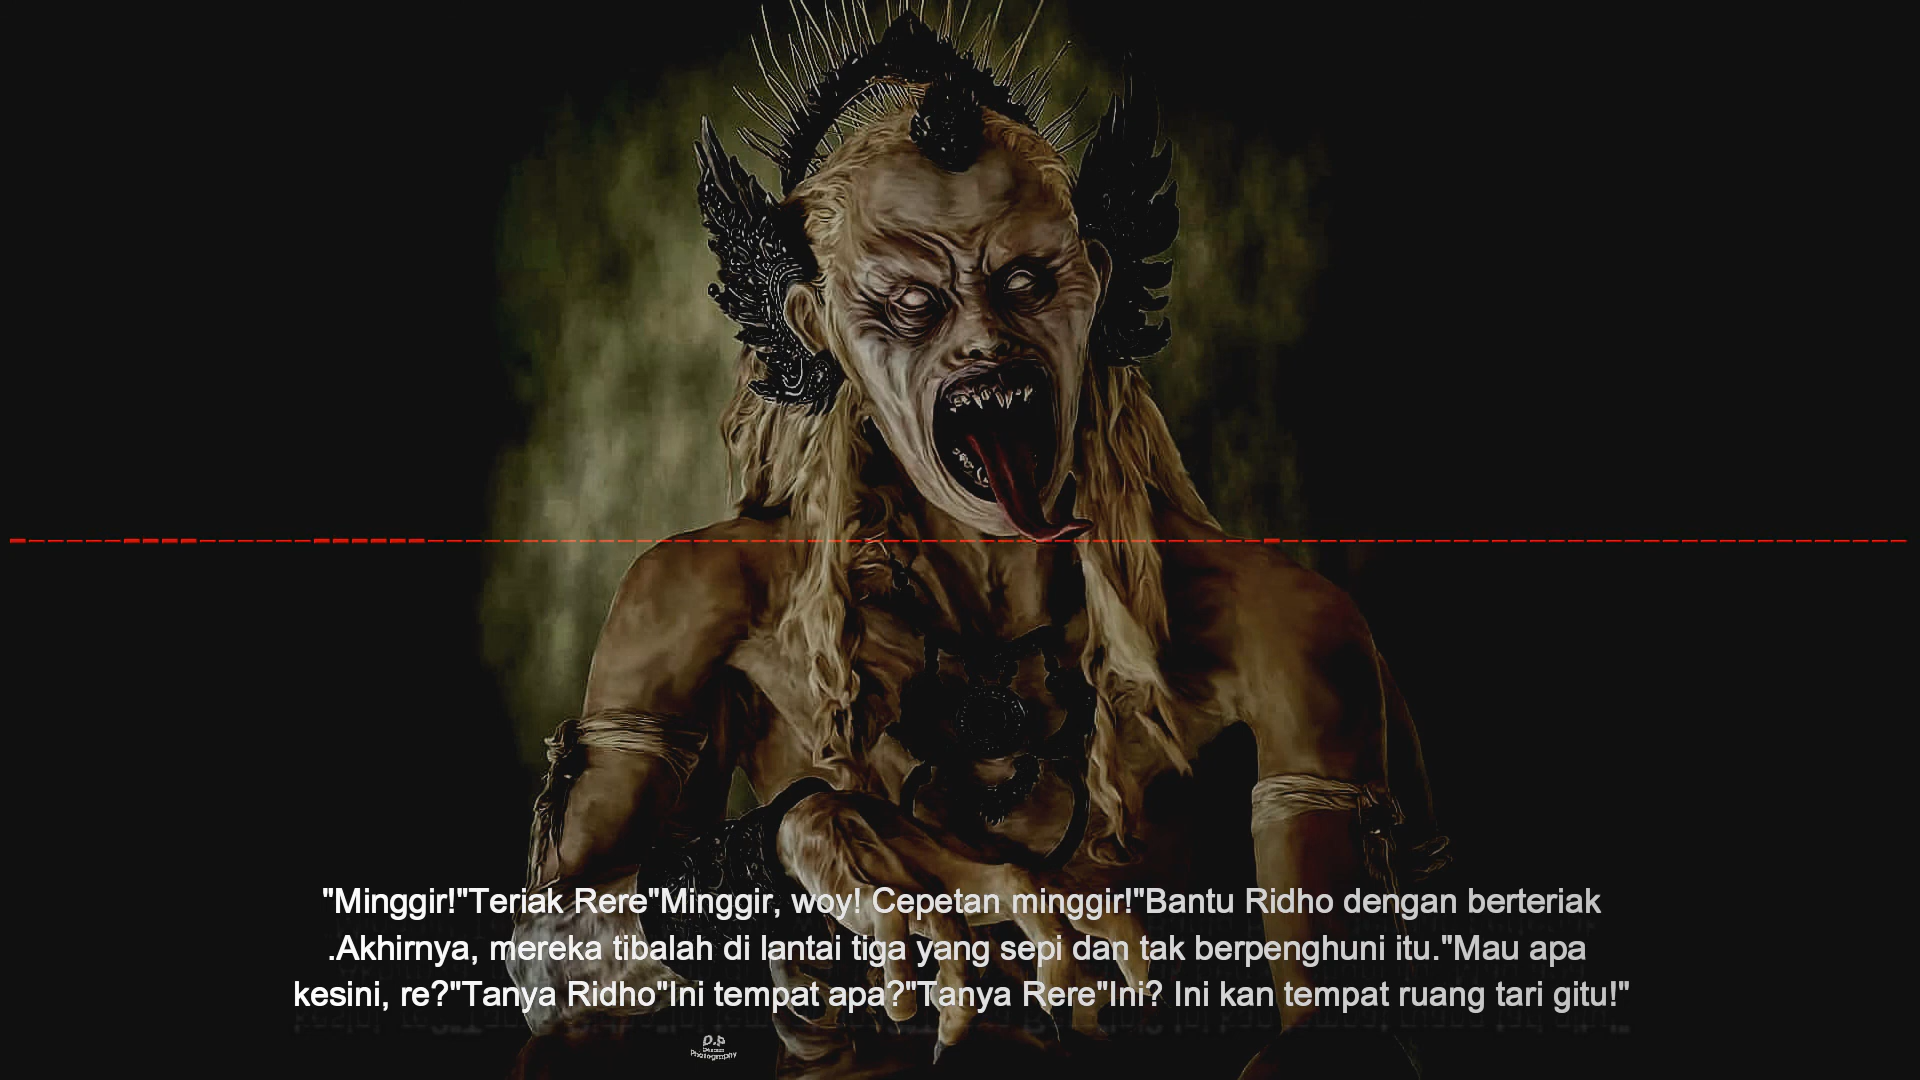 "Minggir!"Teriak Rere"Minggir, woy! Cepetan minggir!"Bantu Ridho dengan berteriak
.Akhirnya, mereka tibalah di lantai tiga yang sepi dan tak berpenghuni itu."Mau apa
kesini, re?"Tanya Ridho"Ini tempat apa?"Tanya Rere"Ini? Ini kan tempat ruang tari gitu!"
D.P
Photography